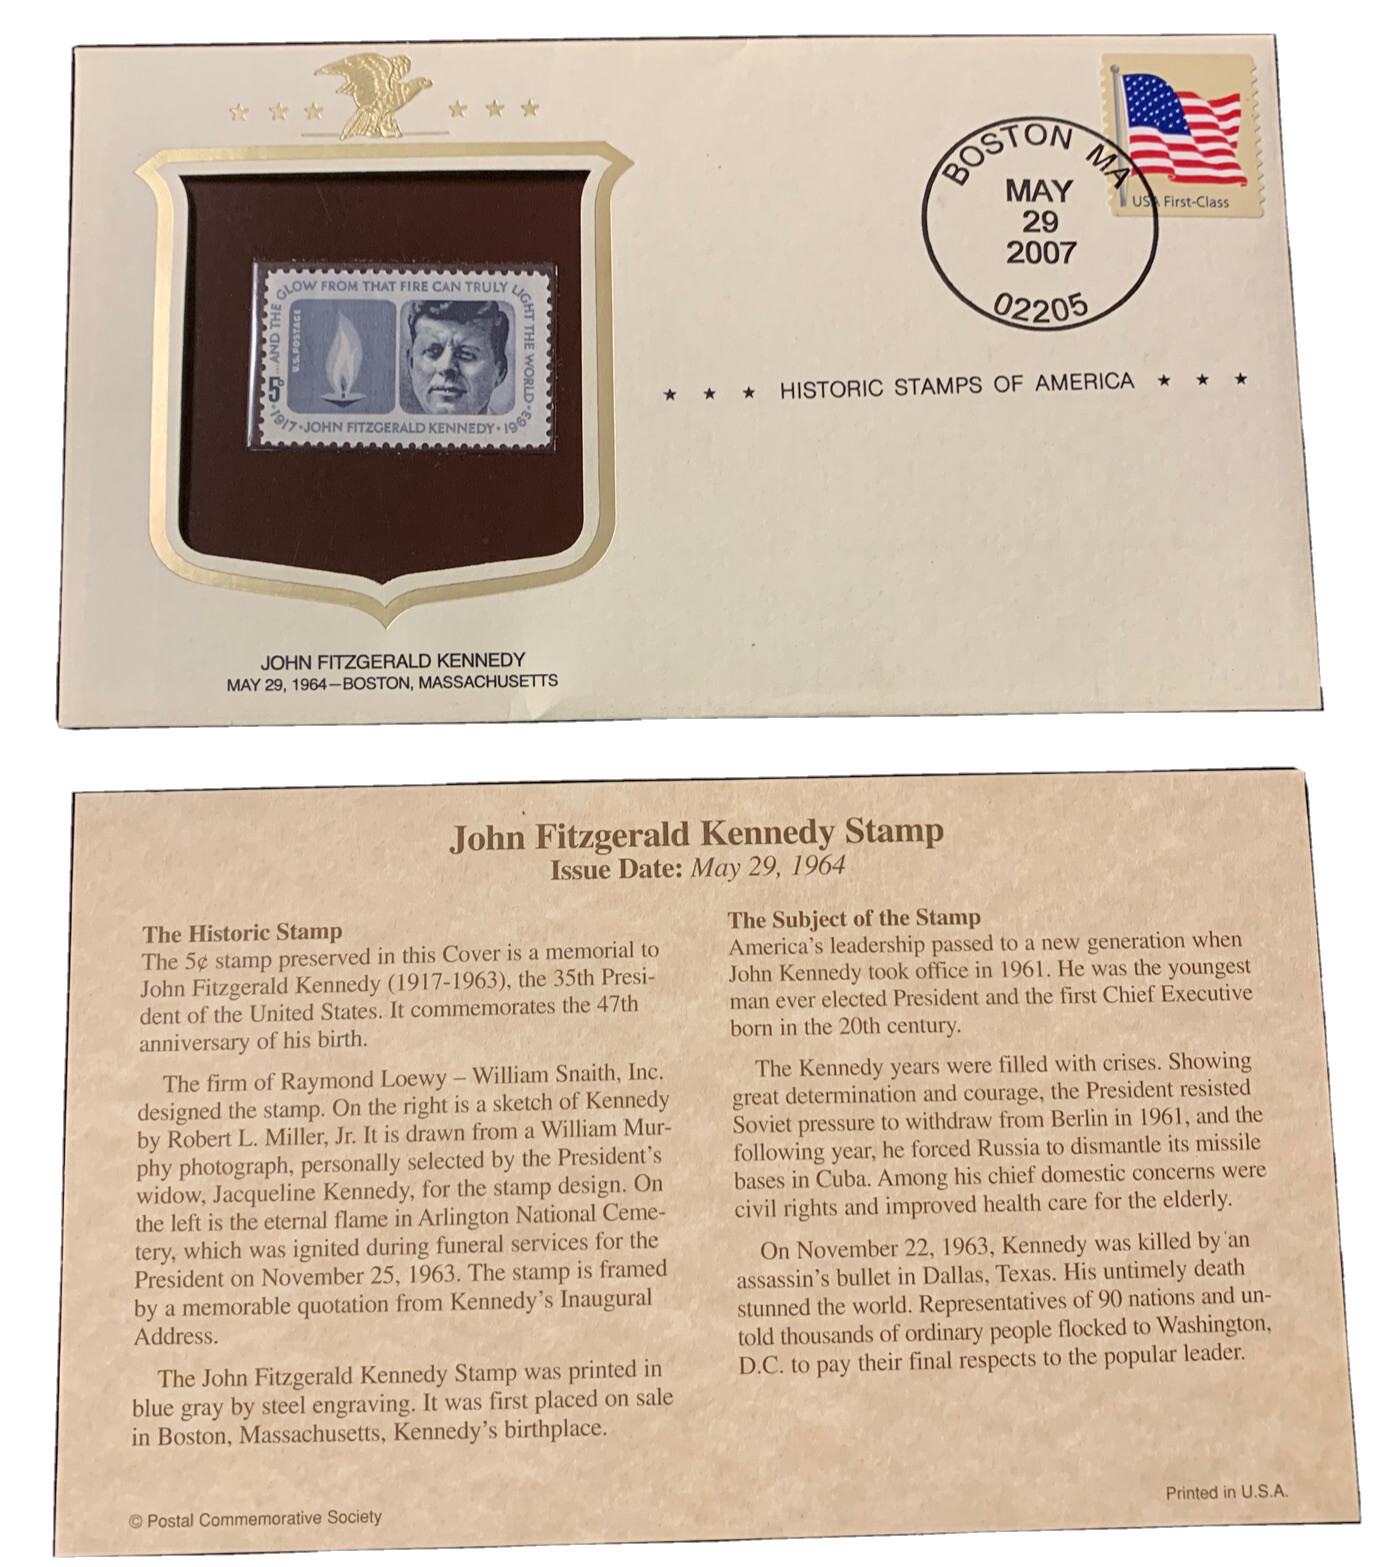 BOSTON MA
MAY
29
2007
02205
USA First-Class
...AND THE GLOW FROM THAT FIRE CAN TRULY LIGHT THE WORLD
U.S. POSTAGE
5¢
1917 • JOHN FITZGERALD KENNEDY • 1963
★ ★ ★ HISTORIC STAMPS OF AMERICA ★ ★ ★
JOHN FITZGERALD KENNEDY
MAY 29, 1964—BOSTON, MASSACHUSETTS
John Fitzgerald Kennedy Stamp
Issue Date: May 29, 1964
The Historic Stamp
The 5¢ stamp preserved in this Cover is a memorial to
John Fitzgerald Kennedy (1917-1963), the 35th Presi-
dent of the United States. It commemorates the 47th
anniversary of his birth.
The firm of Raymond Loewy – William Snaith, Inc.
designed the stamp. On the right is a sketch of Kennedy
by Robert L. Miller, Jr. It is drawn from a William Mur-
phy photograph, personally selected by the President's
widow, Jacqueline Kennedy, for the stamp design. On
the left is the eternal flame in Arlington National Ceme-
tery, which was ignited during funeral services for the
President on November 25, 1963. The stamp is framed
by a memorable quotation from Kennedy's Inaugural
Address.
The John Fitzgerald Kennedy Stamp was printed in
blue gray by steel engraving. It was first placed on sale
in Boston, Massachusetts, Kennedy's birthplace.
The Subject of the Stamp
America's leadership passed to a new generation when
John Kennedy took office in 1961. He was the youngest
man ever elected President and the first Chief Executive
born in the 20th century.
The Kennedy years were filled with crises. Showing
great determination and courage, the President resisted
Soviet pressure to withdraw from Berlin in 1961, and the
following year, he forced Russia to dismantle its missile
bases in Cuba. Among his chief domestic concerns were
civil rights and improved health care for the elderly.
On November 22, 1963, Kennedy was killed by an
assassin's bullet in Dallas, Texas. His untimely death
stunned the world. Representatives of 90 nations and un-
told thousands of ordinary people flocked to Washington,
D.C. to pay their final respects to the popular leader.
© Postal Commemorative Society
Printed in U.S.A.